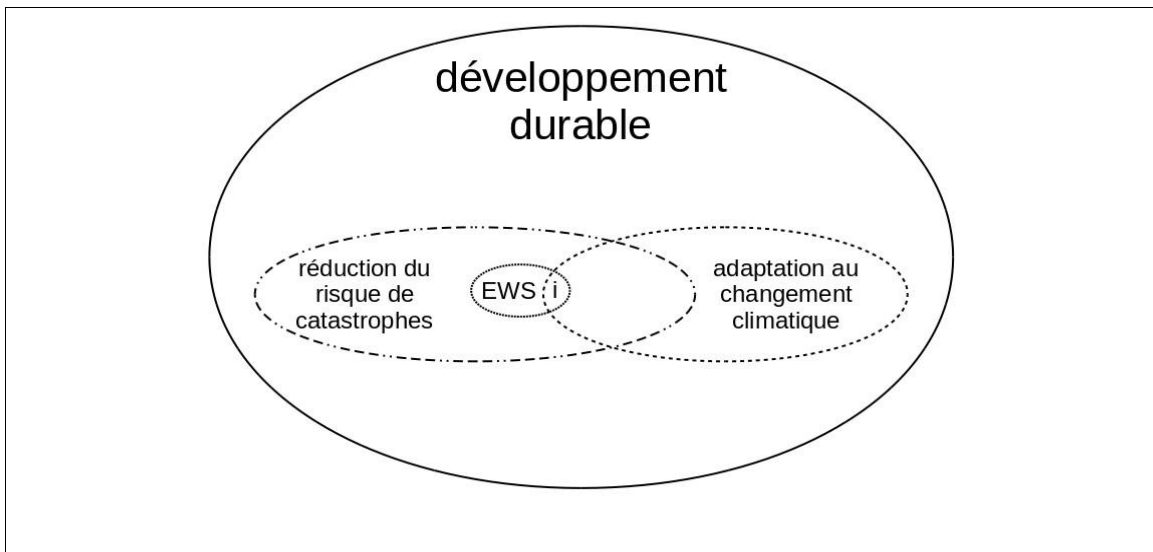 développement
durable
réduction du
risque de
catastrophes
EWS i
adaptation au
changement
climatique